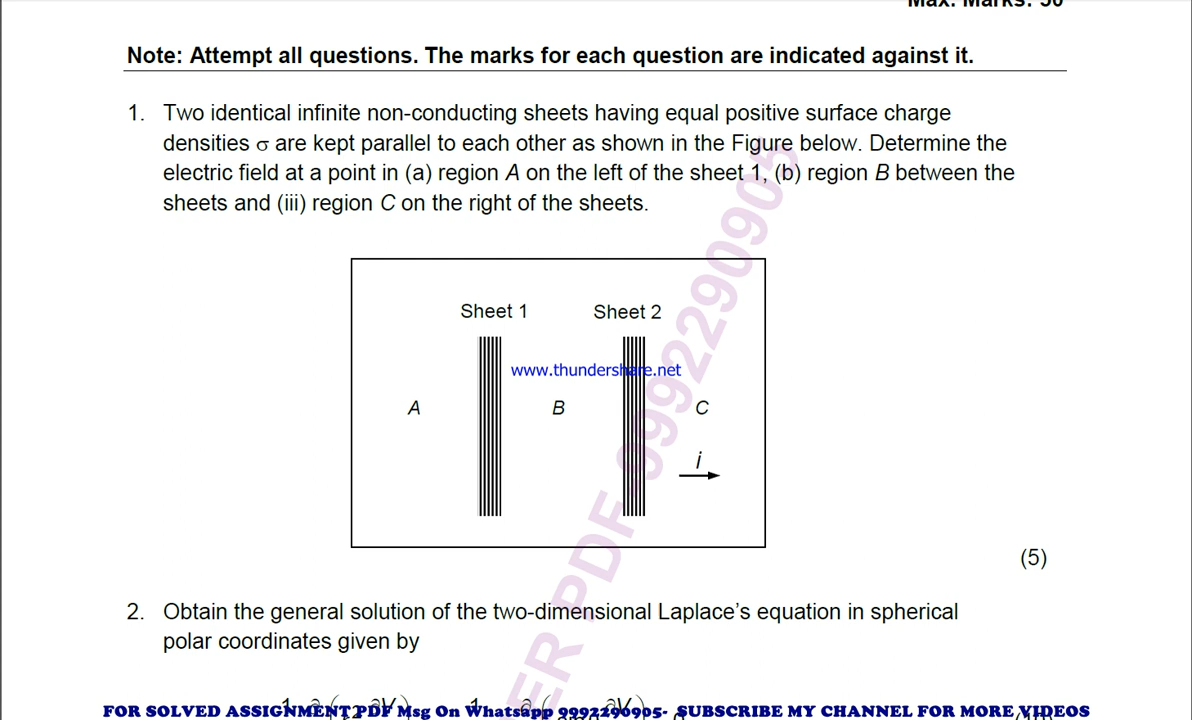 Max. Marks: 50
Note: Attempt all questions. The marks for each question are indicated against it.
1. Two identical infinite non-conducting sheets having equal positive surface charge
densities σ are kept parallel to each other as shown in the Figure below. Determine the
electric field at a point in (a) region A on the left of the sheet 1, (b) region B between the
sheets and (iii) region C on the right of the sheets.
Sheet 1 Sheet 2
www.thundershare.net
A B C
i
(5)
2. Obtain the general solution of the two-dimensional Laplace's equation in spherical
polar coordinates given by
ER PDF 9992290905
FOR SOLVED ASSIGNMENT PDF Msg On Whatsapp 9992290905- SUBSCRIBE MY CHANNEL FOR MORE VIDEOS